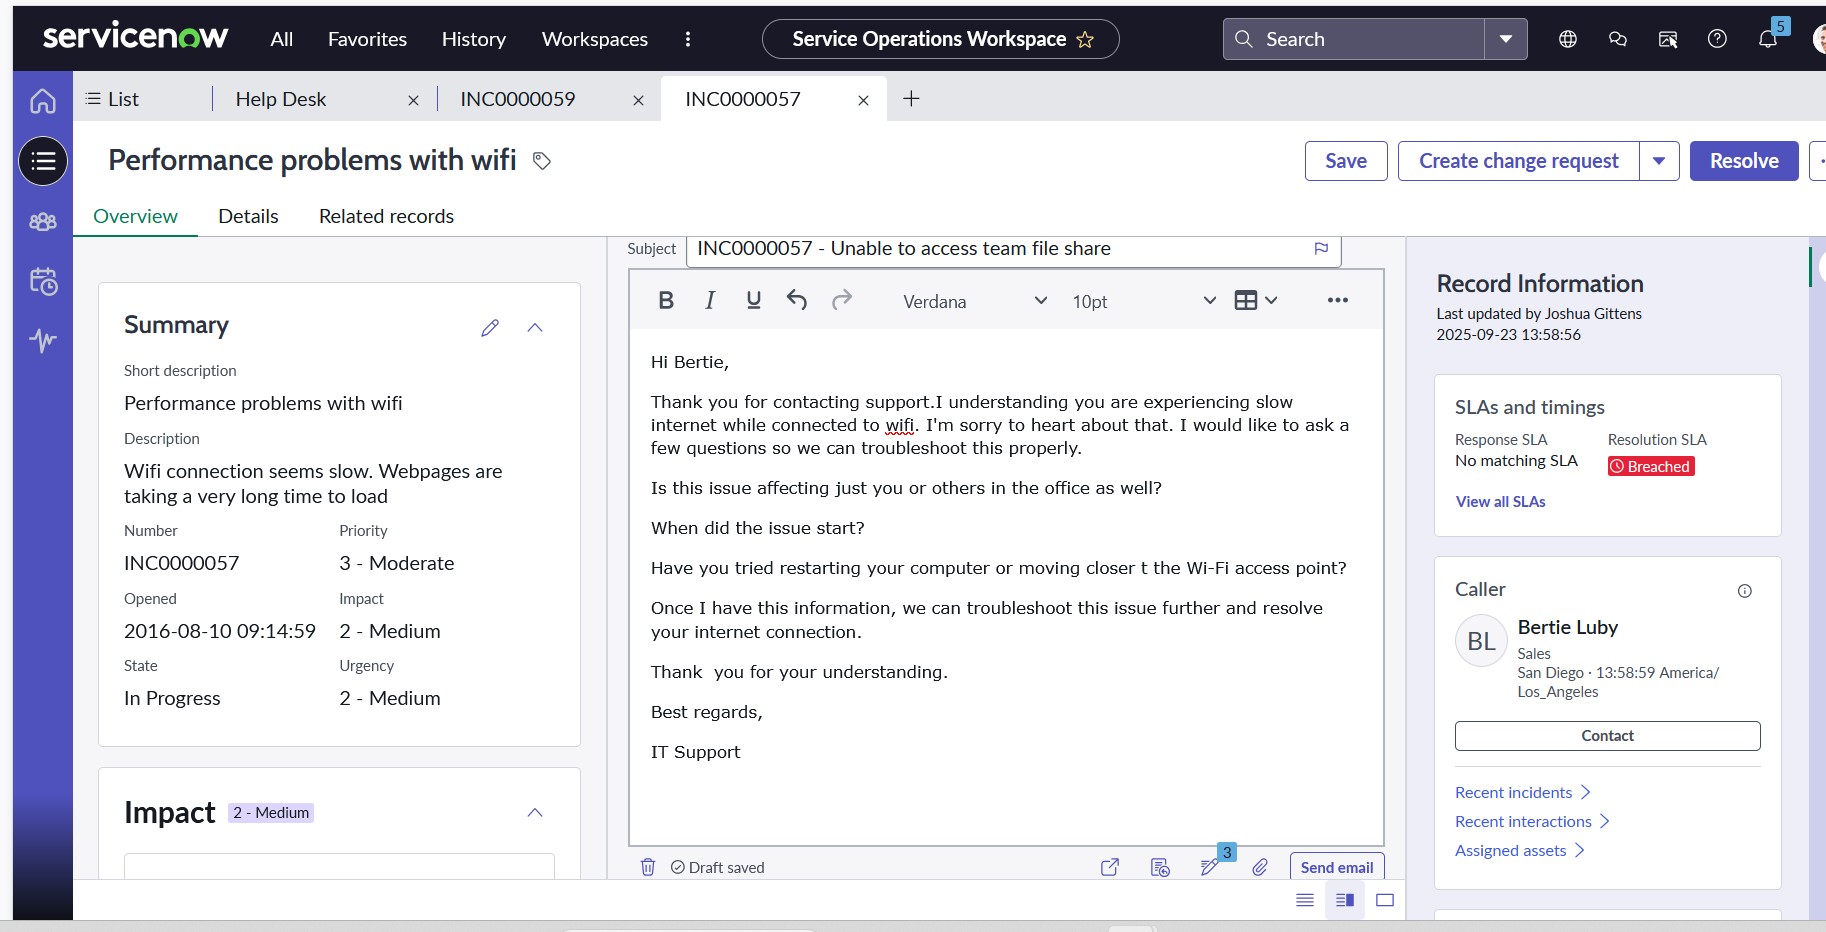 servicenow
All
Favorites
History
Workspaces
Service Operations Workspace
Search
5
List
Help Desk
INC0000059
INC0000057
Performance problems with wifi
Save
Create change request
Resolve
Overview
Details
Related records
Summary
Short description
Performance problems with wifi
Description
Wifi connection seems slow. Webpages are
taking a very long time to load
Number
Priority
INC0000057
3 - Moderate
Opened
Impact
2016-08-10 09:14:59
2 - Medium
State
Urgency
In Progress
2 - Medium
Impact
2 - Medium
Subject
INC0000057 - Unable to access team file share
B I U
Verdana
10pt
Hi Bertie,
Thank you for contacting support.I understanding you are experiencing slow
internet while connected to wifi. I'm sorry to heart about that. I would like to ask a
few questions so we can troubleshoot this properly.
Is this issue affecting just you or others in the office as well?
When did the issue start?
Have you tried restarting your computer or moving closer t the Wi-Fi access point?
Once I have this information, we can troubleshoot this issue further and resolve
your internet connection.
Thank  you for your understanding.
Best regards,
IT Support
Draft saved
3
Send email
Record Information
Last updated by Joshua Gittens
2025-09-23 13:58:56
SLAs and timings
Response SLA
No matching SLA
Resolution SLA
Breached
View all SLAs
Caller
BL
Bertie Luby
Sales
San Diego · 13:58:59 America/
Los_Angeles
Contact
Recent incidents
Recent interactions
Assigned assets